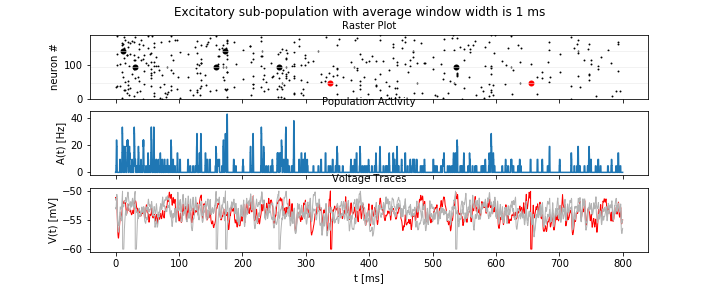 Excitatory sub-population with average window width is 1 ms
Raster Plot
neuron #
100
0
Population Activity
A(t) [Hz]
40
20
0
Voltage Traces
V(t) [mV]
−50
−55
−60
0 100 200 300 400 500 600 700 800
t [ms]